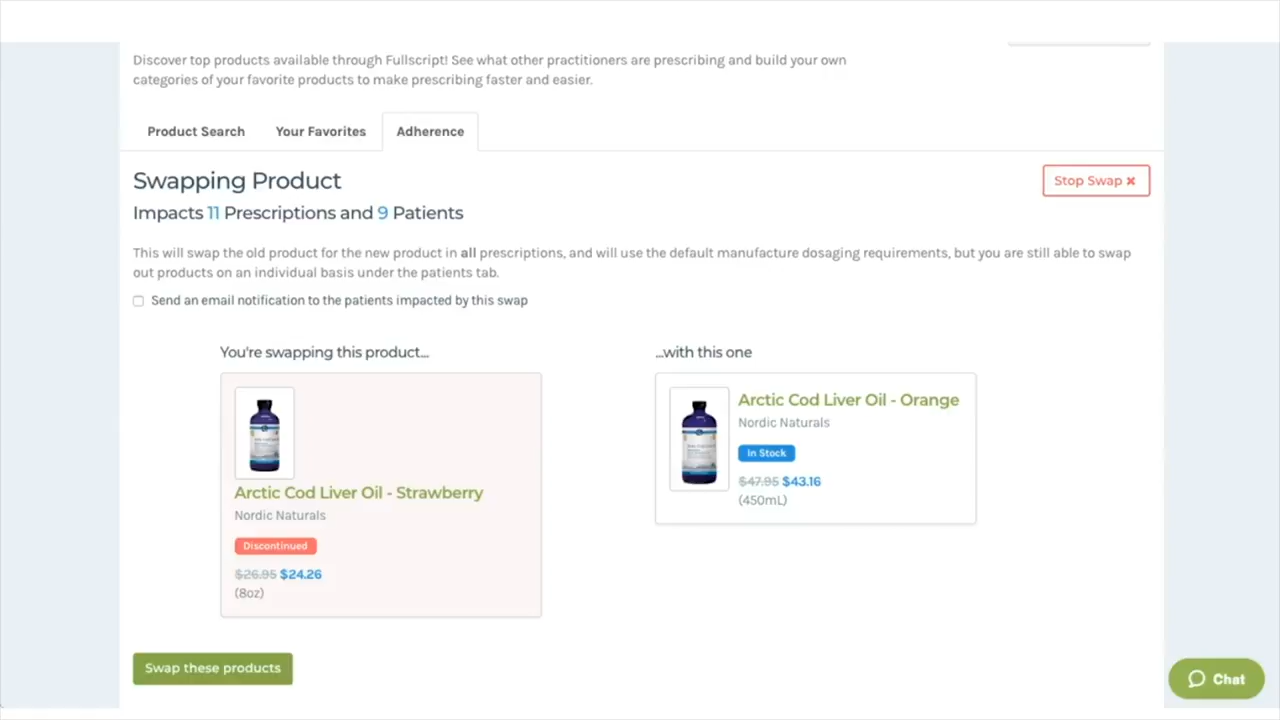 Discover top products available through Fullscript! See what other practitioners are prescribing and build your own
categories of your favorite products to make prescribing faster and easier.
Product Search
Your Favorites
Adherence
Swapping Product
Stop Swap ×
Impacts 11 Prescriptions and 9 Patients
This will swap the old product for the new product in all prescriptions, and will use the default manufacture dosaging requirements, but you are still able to swap
out products on an individual basis under the patients tab.
Send an email notification to the patients impacted by this swap
You're swapping this product...
Arctic Cod Liver Oil - Strawberry
Nordic Naturals
Discontinued
$26.95 $24.26
(8oz)
...with this one
Arctic Cod Liver Oil - Orange
Nordic Naturals
In Stock
$47.95 $43.16
(450mL)
Swap these products
Chat